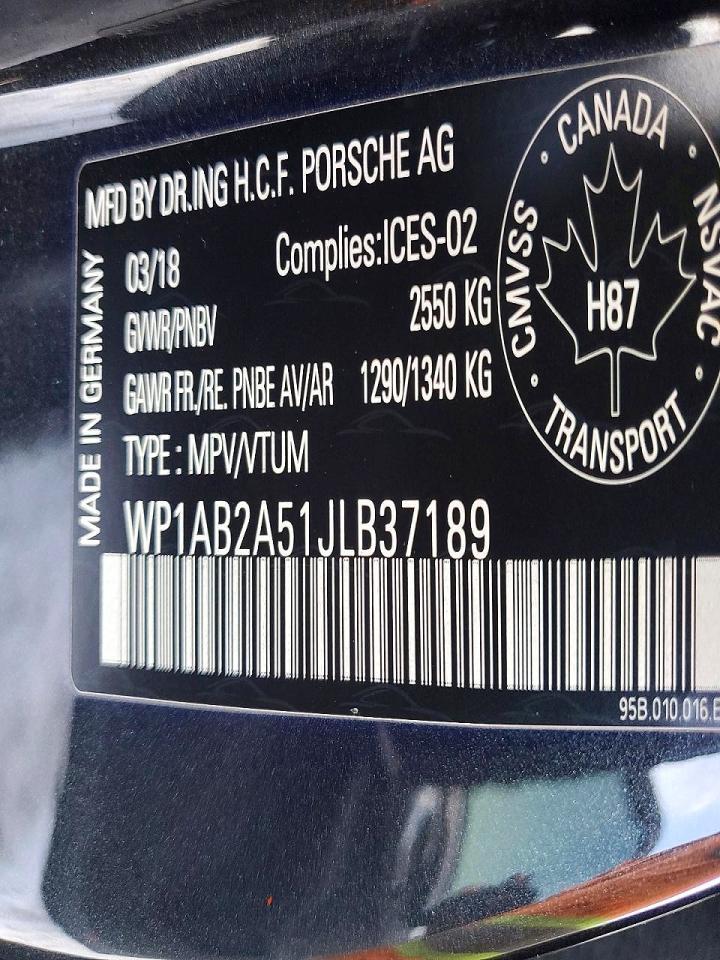 MFD BY DR.ING H.C.F. PORSCHE AG
03/18 Complies:ICES-02
GVWR/PNBV 2550 KG
GAWR FR./RE. PNBE AV/AR 1290/1340 KG
TYPE : MPV/VTUM
WP1AB2A51JLB37189
MADE IN GERMANY
CANADA
CMVSS
NSVAC
H87
TRANSPORT
95B.010.016.E